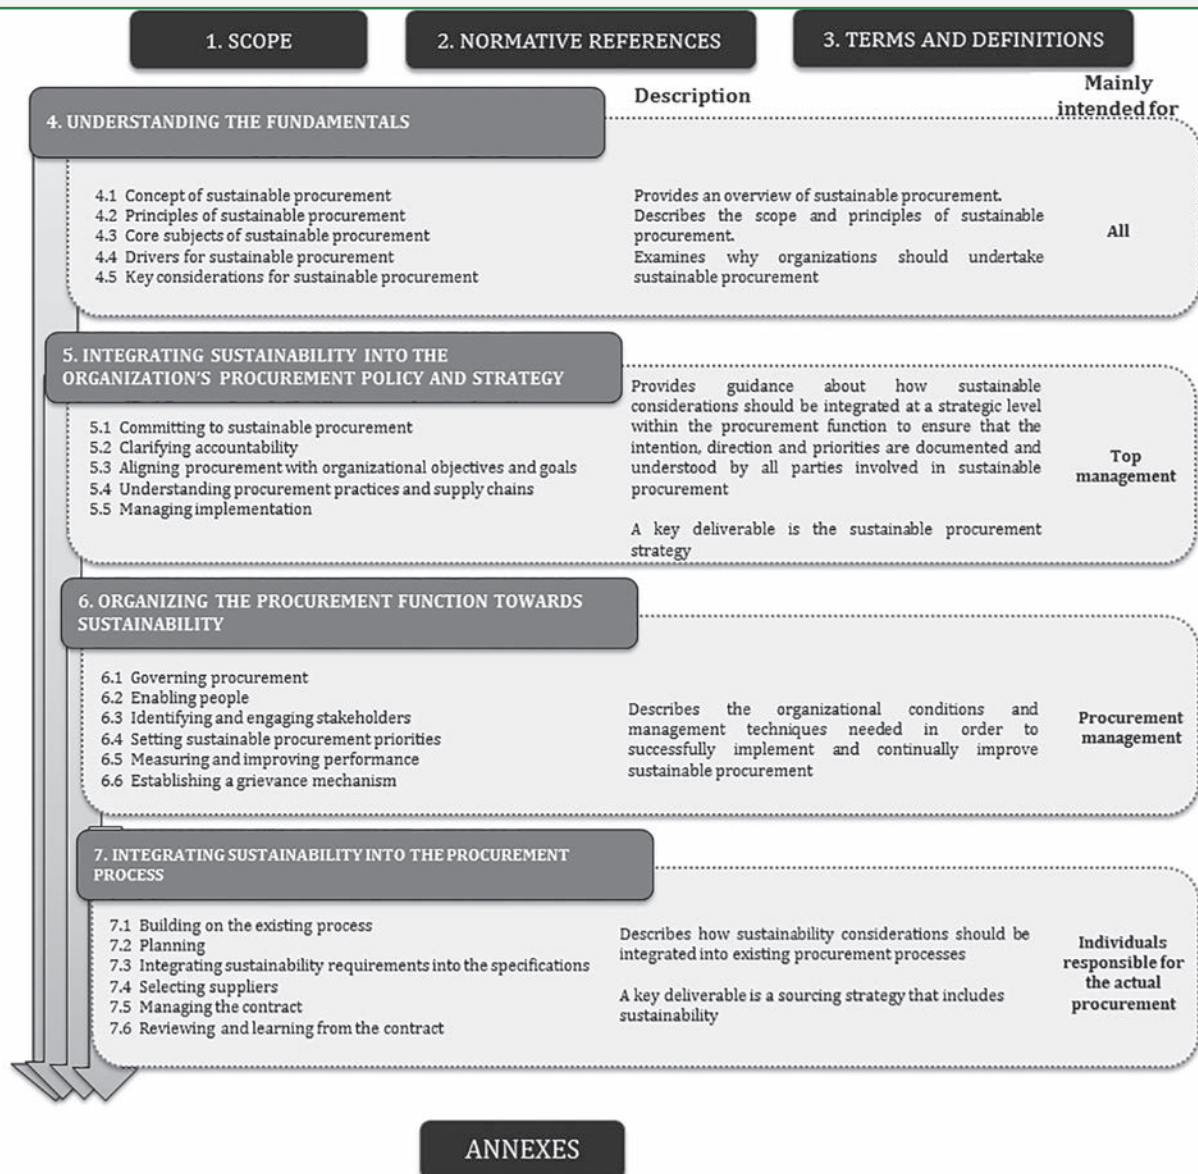 1. SCOPE
2. NORMATIVE REFERENCES
3. TERMS AND DEFINITIONS
Description
Mainly
intended for
4. UNDERSTANDING THE FUNDAMENTALS
4.1 Concept of sustainable procurement
4.2 Principles of sustainable procurement
4.3 Core subjects of sustainable procurement
4.4 Drivers for sustainable procurement
4.5 Key considerations for sustainable procurement
Provides an overview of sustainable procurement.
Describes the scope and principles of sustainable
procurement.
Examines why organizations should undertake
sustainable procurement
All
5. INTEGRATING SUSTAINABILITY INTO THE
ORGANIZATION'S PROCUREMENT POLICY AND STRATEGY
5.1 Committing to sustainable procurement
5.2 Clarifying accountability
5.3 Aligning procurement with organizational objectives and goals
5.4 Understanding procurement practices and supply chains
5.5 Managing implementation
Provides guidance about how sustainable
considerations should be integrated at a strategic level
within the procurement function to ensure that the
intention, direction and priorities are documented and
understood by all parties involved in sustainable
procurement
A key deliverable is the sustainable procurement
strategy
Top
management
6. ORGANIZING THE PROCUREMENT FUNCTION TOWARDS
SUSTAINABILITY
6.1 Governing procurement
6.2 Enabling people
6.3 Identifying and engaging stakeholders
6.4 Setting sustainable procurement priorities
6.5 Measuring and improving performance
6.6 Establishing a grievance mechanism
Describes the organizational conditions and
management techniques needed in order to
successfully implement and continually improve
sustainable procurement
Procurement
management
7. INTEGRATING SUSTAINABILITY INTO THE PROCUREMENT
PROCESS
7.1 Building on the existing process
7.2 Planning
7.3 Integrating sustainability requirements into the specifications
7.4 Selecting suppliers
7.5 Managing the contract
7.6 Reviewing and learning from the contract
Describes how sustainability considerations should be
integrated into existing procurement processes
A key deliverable is a sourcing strategy that includes
sustainability
Individuals
responsible for
the actual
procurement
ANNEXES